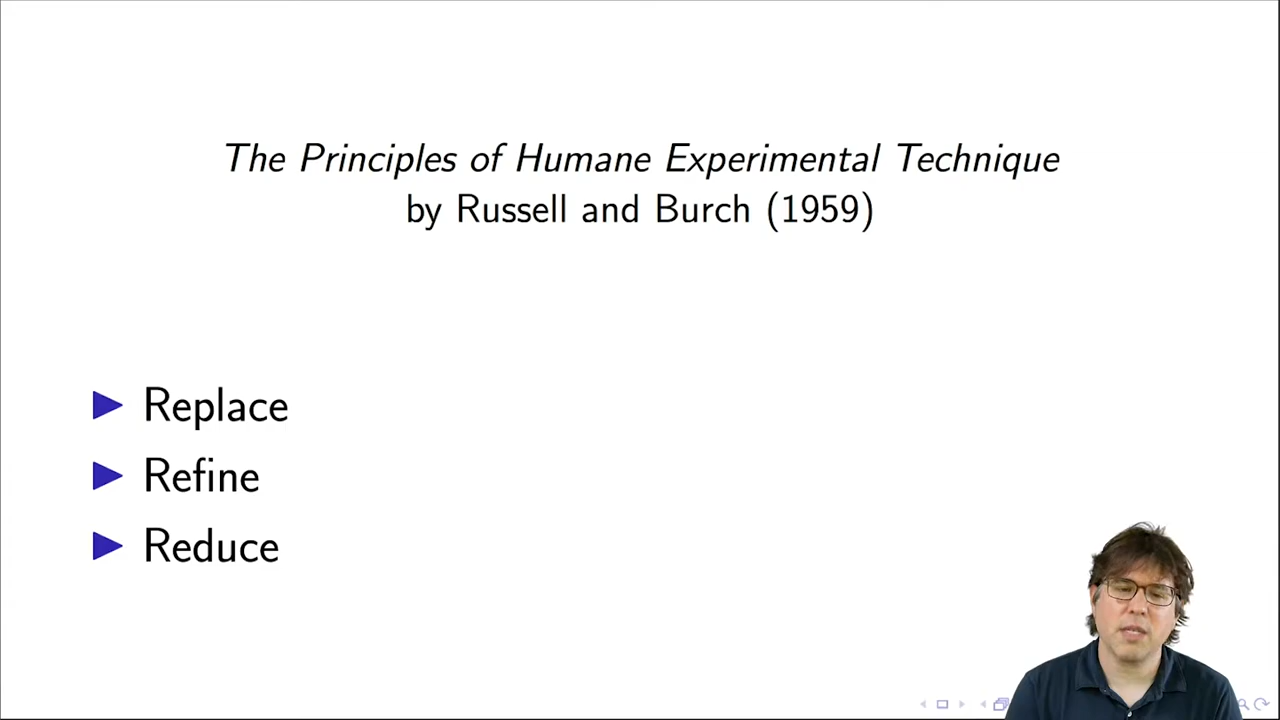 The Principles of Humane Experimental Technique
by Russell and Burch (1959)
Replace
Refine
Reduce